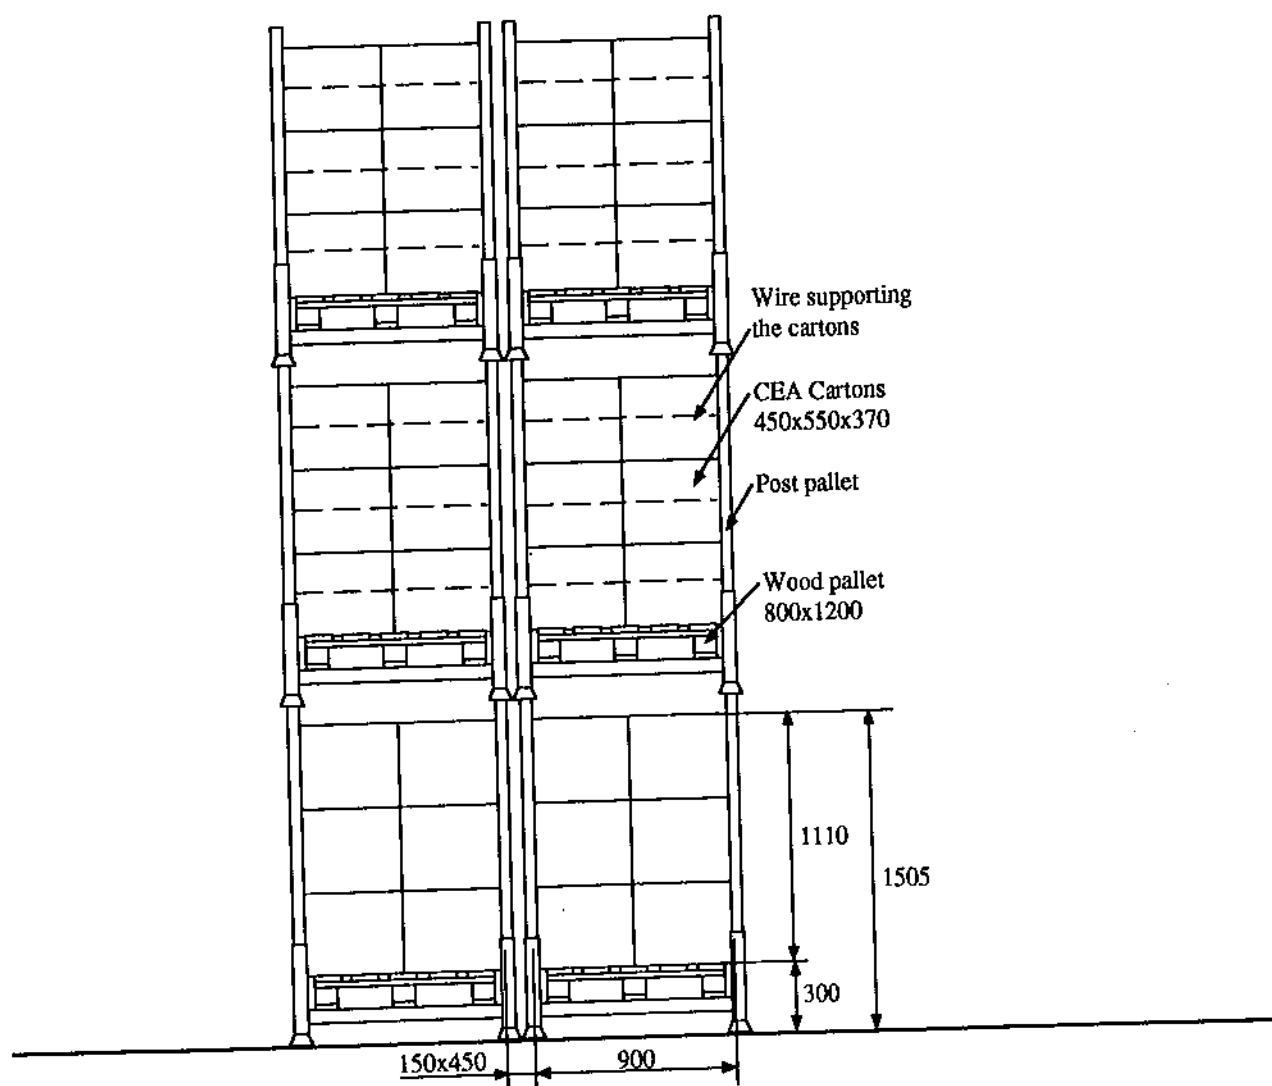 Wire supporting
the cartons
CEA Cartons
450x550x370
Post pallet
Wood pallet
800x1200
1110
1505
300
150x450
900